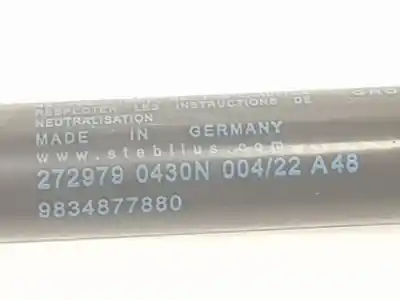 RESPECTER LES INSTRUCTIONS DE
NEUTRALISATION
MADE IN GERMANY
www.stabilus.com
272979 0430N 004/22 A48
9834877880